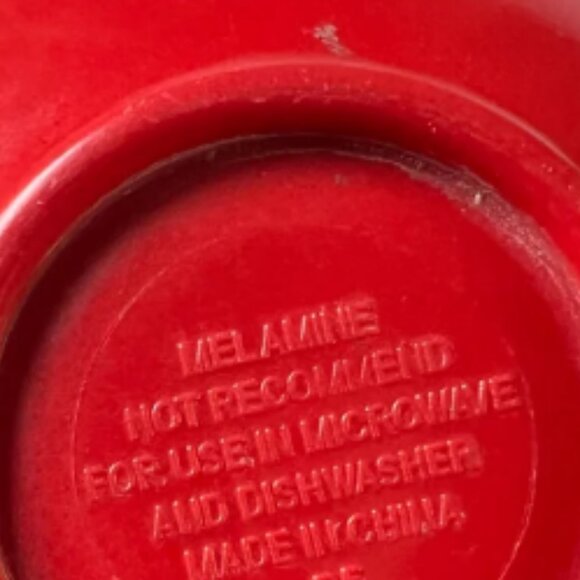 MELAMINE
NOT RECOMMEND
FOR USE IN MICROWAVE
AND DISHWASHER
MADE IN CHINA